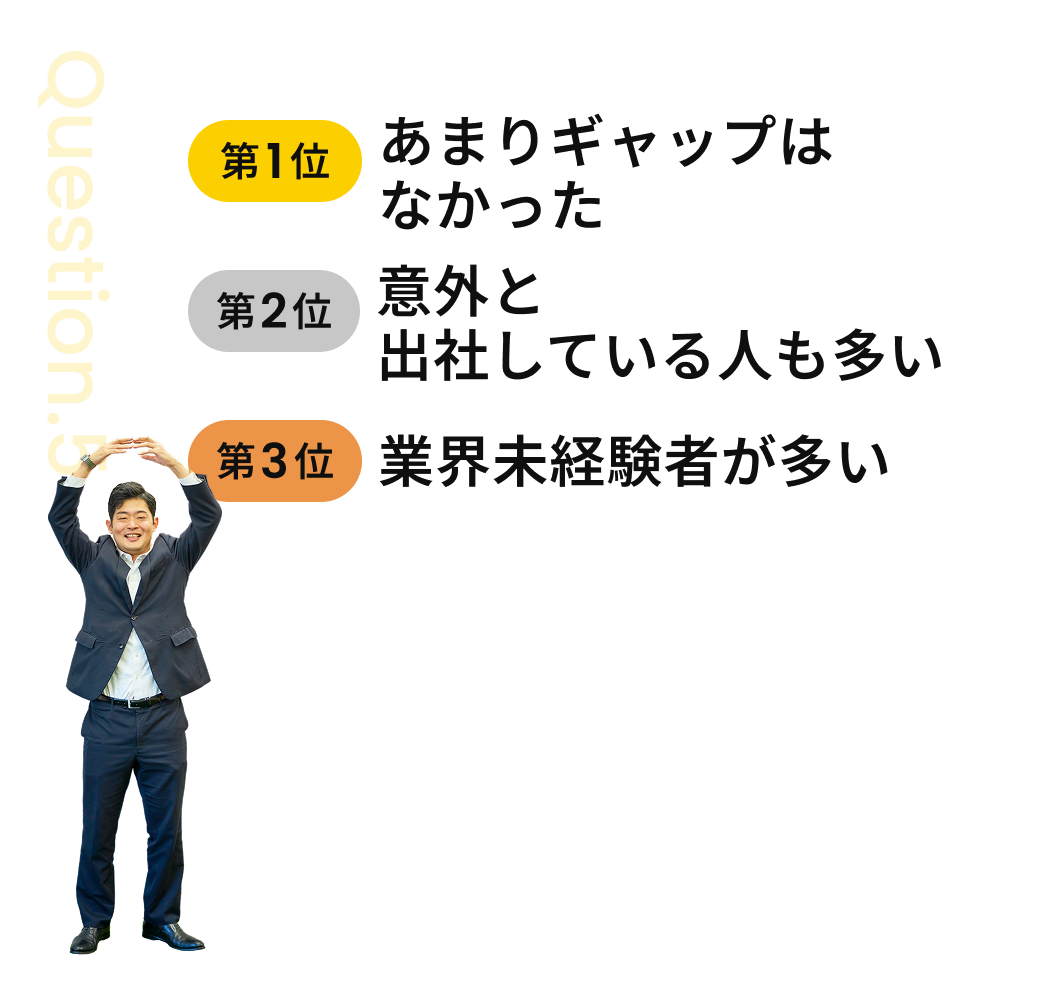 Question.5
第1位
あまりギャップは
なかった
第2位
意外と
出社している人も多い
第3位
業界未経験者が多い